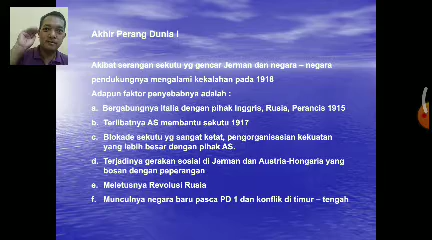 Akhir Perang Dunia I
Akibat serangan sekutu yg gencar Jerman dan negara – negara
pendukungnya mengalami kekalahan pada 1918
Adapun faktor penyebabnya adalah :
a. Bergabungnya Italia dengan pihak Inggris, Rusia, Perancis 1915
b. Terlibatnya AS membantu sekutu 1917
c. Blokade sekutu yg sangat ketat, pengorganisasian kekuatan
yang lebih besar dengan pihak AS.
d. Terjadinya gerakan sosial di Jerman dan Austria-Hongaria yang
bosan dengan peperangan
e. Meletusnya Revolusi Rusia
f. Munculnya negara baru pasca PD 1 dan konflik di timur – tengah